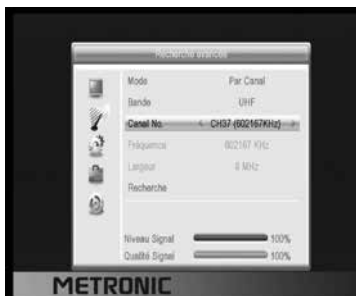 Recherche avancée
Mode Par Canal
Bande UHF
Canal No. < CH37 (602167KHz) >
Fréquence 602167 KHz
Largeur 8 MHz
Recherche
Niveau Signal 100%
Qualité Signal 100%
METRONIC